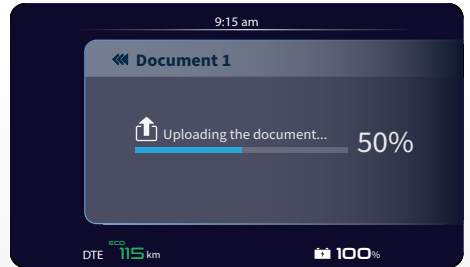 9:15 am
Document 1
Uploading the document...
50%
DTE ECO 115 km
100%